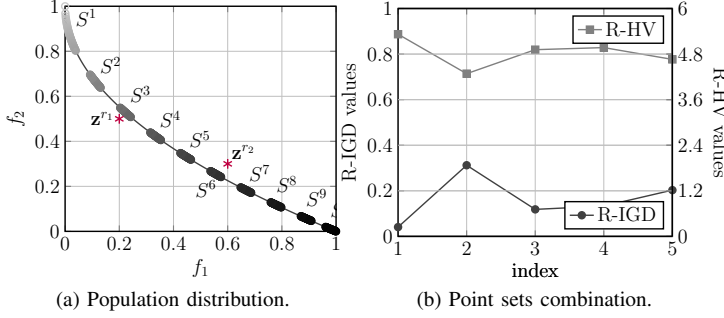 1
0.8
0.6
0.4
0.2
0
0 0.2 0.4 0.6 0.8 1
f₂
f₁
S¹
S²
S³
S⁴
S⁵
S⁶
S⁷
S⁸
S⁹
z^{r₁}
z^{r₂}
(a) Population distribution.
1
0.8
0.6
0.4
0.2
0
R-IGD values
R-HV
R-IGD
6
4.8
3.6
2.4
1.2
0
R-HV values
1 2 3 4 5
index
(b) Point sets combination.